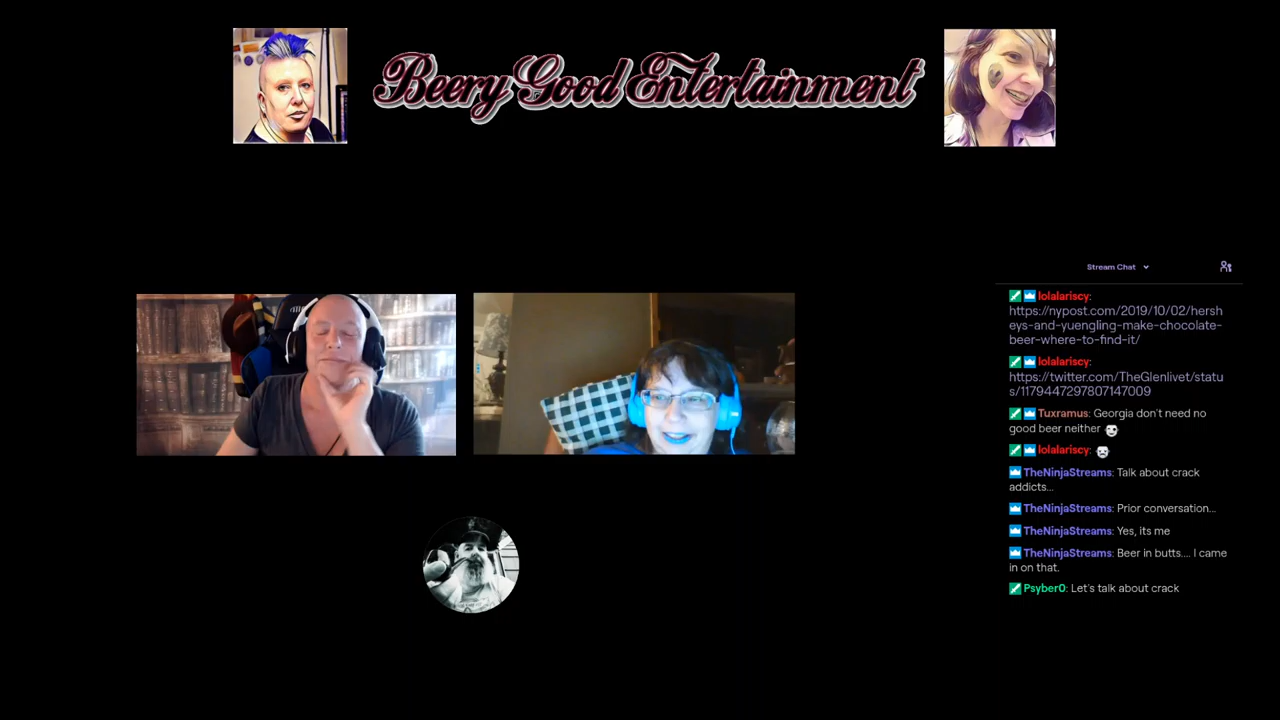 Beery Good Entertainment
Stream Chat
lolalariscy:
https://nypost.com/2019/10/02/hersh
eys-and-yuengling-make-chocolate-
beer-where-to-find-it/
lolalariscy:
https://twitter.com/TheGlenlivet/statu
s/1179447297807147009
Tuxramus: Georgia don't need no
good beer neither
lolalariscy:
TheNinjaStreams: Talk about crack
addicts...
TheNinjaStreams: Prior conversation...
TheNinjaStreams: Yes, its me
TheNinjaStreams: Beer in butts.... I came
in on that.
Psyber0: Let's talk about crack